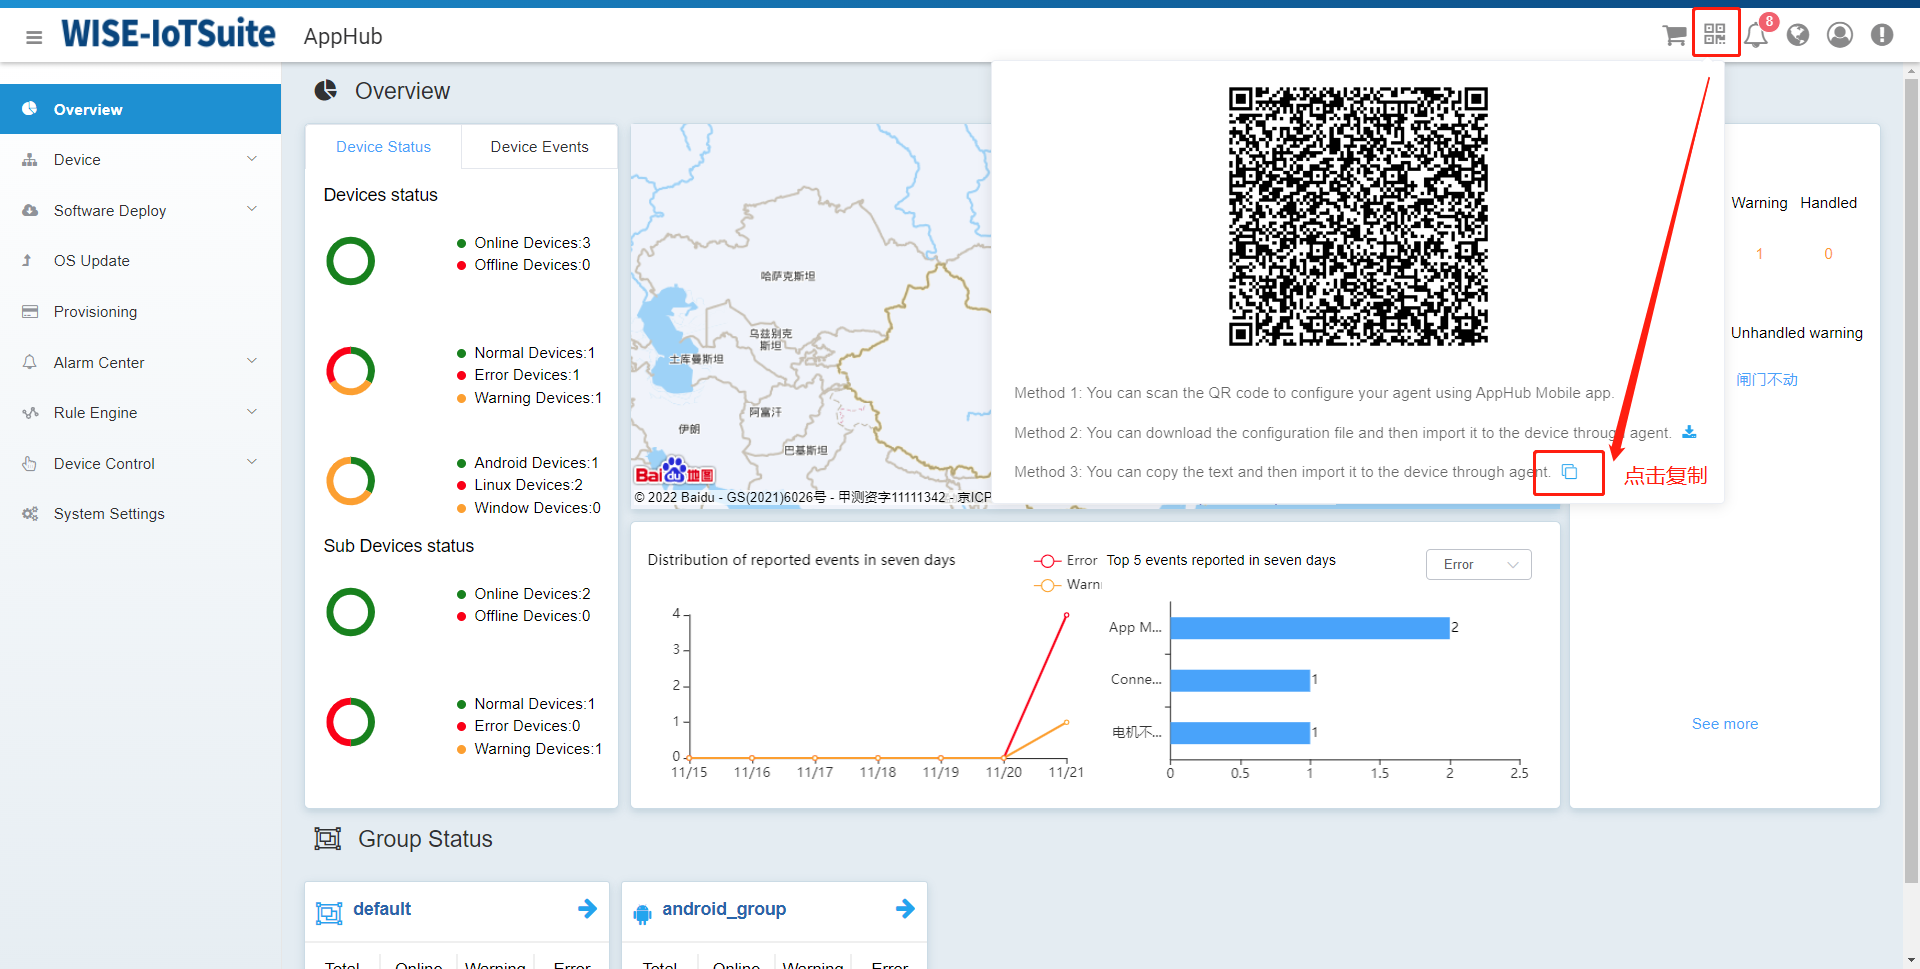 WISE-IoTSuite
AppHub
8
Overview
Device
Software Deploy
OS Update
Provisioning
Alarm Center
Rule Engine
Device Control
System Settings
Overview
Device Status
Device Events
Devices status
Online Devices:3
Offline Devices:0
Normal Devices:1
Error Devices:1
Warning Devices:1
Android Devices:1
Linux Devices:2
Window Devices:0
Sub Devices status
Online Devices:2
Offline Devices:0
Normal Devices:1
Error Devices:0
Warning Devices:1
哈萨克斯坦
乌兹别克
斯坦
土库曼斯坦
阿富汗
伊朗
巴基斯坦
Bai 地图
© 2022 Baidu - GS(2021)6026号 - 甲测资字11111342 - 京ICP
Method 1: You can scan the QR code to configure your agent using AppHub Mobile app.
Method 2: You can download the configuration file and then import it to the device through agent.
Method 3: You can copy the text and then import it to the device through agent.
点击复制
Warning Handled
1 0
Unhandled warning
闸门不动
See more
Distribution of reported events in seven days
Error
Warni
4
3
2
1
0
11/15 11/16 11/17 11/18 11/19 11/20 11/21
Top 5 events reported in seven days
Error
App M... 2
Conne... 1
电机不... 1
0 0.5 1 1.5 2 2.5
Group Status
default
Total Online Warning Error
android_group
Total Online Warning Error